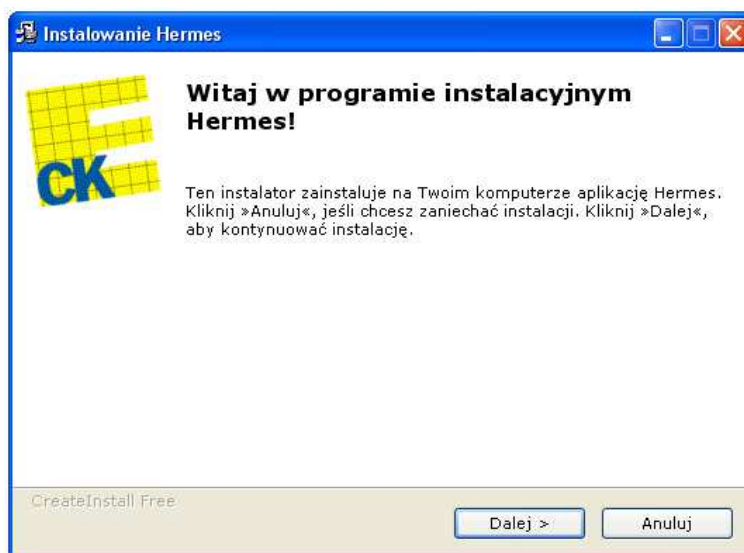 Instalowanie Hermes
CK
Witaj w programie instalacyjnym
Hermes!
Ten instalator zainstaluje na Twoim komputerze aplikację Hermes.
Kliknij »Anuluj«, jeśli chcesz zaniechać instalacji. Kliknij »Dalej«,
aby kontynuować instalację.
CreateInstall Free
Dalej >
Anuluj